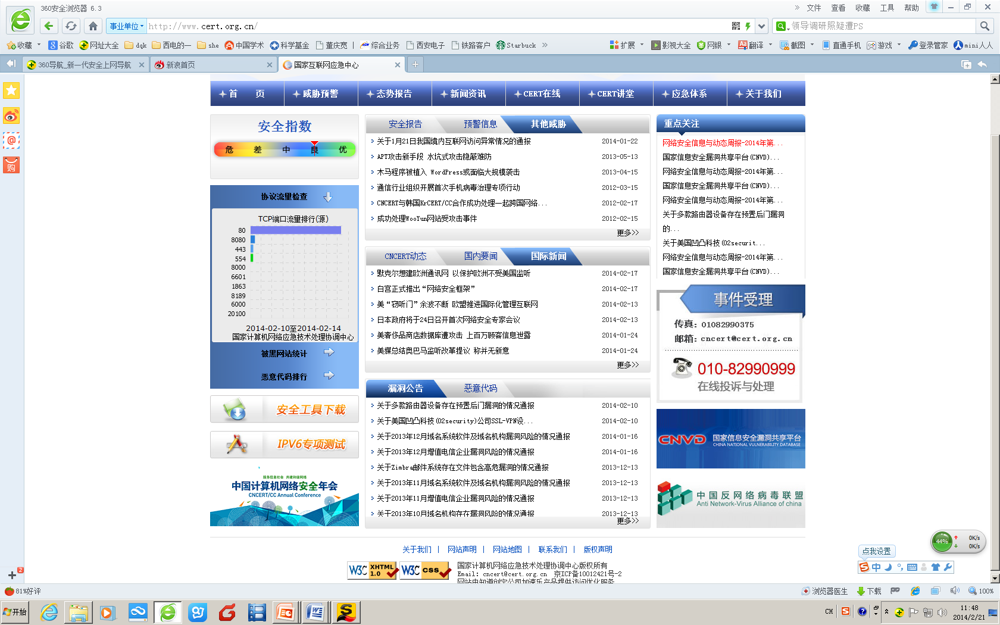 360安全浏览器 6.3
文件 查看 收藏 工具 帮助
事业单位 http://www.cert.org.cn/
领导调研照疑遭PS
收藏 谷歌 网址大全 dqk 西电的一 she 中国学术 科学基金 董庆宽 综合业务 西安电子 铁路客户 Starbuck
扩展 影视大全 网银 翻译 截图 直通手机 游戏 登录管家 mini人人
360导航_新一代安全上网导航 新浪首页 国家互联网应急中心
首 页 威胁预警 态势报告 新闻资讯 CERT在线 CERT讲堂 应急体系 关于我们
安全指数
危 差 中 良 优
协议流量检查
TCP端口流量排行(源)
80
8080
443
554
8000
6601
1863
8189
6000
20100
2014-02-10至2014-02-14
国家计算机网络应急技术处理协调中心
被黑网站统计
恶意代码排行
安全工具下载
IPV6专项测试
服务信息社会 共建和谐网络
中国计算机网络安全年会
CNCERT/CC Annual Conference
安全报告 预警信息 其他威胁
关于1月21日我国境内互联网访问异常情况的通报 2014-01-22
APT攻击新手段 水坑式攻击隐蔽难防 2013-05-13
木马程序被植入 WordPress或面临大规模袭击 2013-04-15
通信行业组织开展首次手机病毒治理专项行动 2012-03-15
CNCERT与韩国KrCERT/CC合作成功处理一起跨国网络... 2012-02-17
成功处理WooYun网站受攻击事件 2012-02-15
更多>>
CNCERT动态 国内要闻 国际新闻
默克尔想建欧洲通讯网 以保护欧洲不受美国监听 2014-02-17
白宫正式推出“网络安全框架” 2014-02-17
美“窃听门”余波不断 欧盟推进国际化管理互联网 2014-02-13
日本政府将于24日召开首次网络安全专家会议 2014-02-13
美奢侈品商店数据库遭攻击 上百万顾客信息泄露 2014-01-24
美媒总结奥巴马监听改革提议 称并无新意 2014-01-24
更多>>
漏洞公告 恶意代码
关于多款路由器设备存在预置后门漏洞的情况通报 2014-02-10
关于美国凹凸科技(O2security)公司SSL-VPN设... 2014-02-10
关于2013年12月域名系统软件及域名机构漏洞风险的情况通报 2014-01-16
关于2013年12月增值电信企业漏洞风险的情况通报 2014-01-16
关于Zimbra邮件系统存在文件包含高危漏洞的情况通报 2013-12-13
关于2013年11月域名系统软件及域名机构漏洞风险的情况通报 2013-12-13
关于2013年11月增值电信企业漏洞风险的情况通报 2013-12-13
关于2013年10月域名机构存在漏洞风险的情况通报 2013-12-13
更多>>
重点关注
网络安全信息与动态周报-2014年第...
国家信息安全漏洞共享平台(CNVD)...
网络安全信息与动态周报-2014年第...
国家信息安全漏洞共享平台(CNVD)...
网络安全信息与动态周报-2014年第...
关于多款路由器设备存在预置后门漏洞
的...
关于美国凹凸科技(O2securit...
网络安全信息与动态周报-2014年第...
国家信息安全漏洞共享平台(CNVD)...
事件受理
传真: 01082990375
邮箱: cncert@cert.org.cn
010-82990999
在线投诉与处理
CNVD 国家信息安全漏洞共享平台
CHINA NATIONAL VULNERABILITY DATABASE
中国反网络病毒联盟
Anti Network-Virus Alliance of china
关于我们 | 网站声明 | 网站地图 | 联系我们 | 版权声明
W3C XHTML 1.0 W3C CSS
国家计算机网络应急技术处理协调中心版权所有
Email: cncert@cert.org.cn 京ICP备10012421号-2
网站由知道创宇公司加速乐产品提供访问优化服务
购
44% 0K/s
0K/s
点我设置
中
2
81%好评
浏览器医生 下载 100%
开始
CH
11:48
2014/2/21